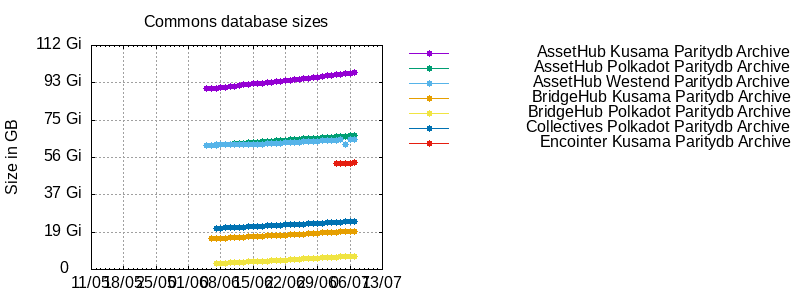 Commons database sizes
Size in GB
112 Gi
93 Gi
75 Gi
56 Gi
37 Gi
19 Gi
0
11/05 18/05 25/05 01/06 08/06 15/06 22/06 29/06 06/07 13/07
AssetHub Kusama Paritydb Archive
AssetHub Polkadot Paritydb Archive
AssetHub Westend Paritydb Archive
BridgeHub Kusama Paritydb Archive
BridgeHub Polkadot Paritydb Archive
Collectives Polkadot Paritydb Archive
Encointer Kusama Paritydb Archive